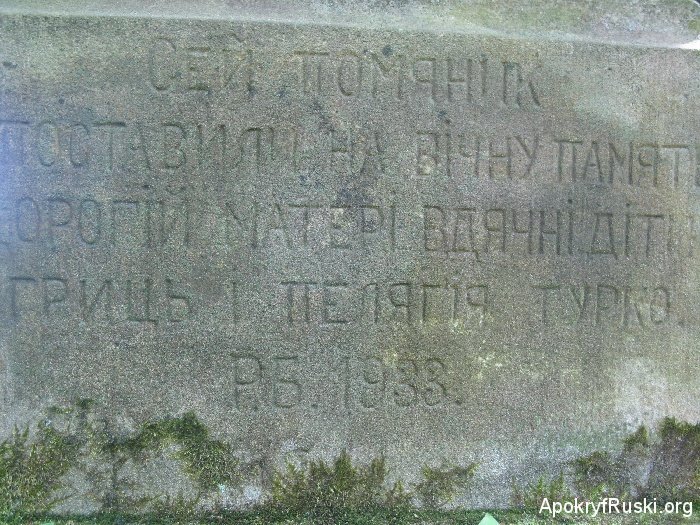 СЕЙ ПОМЯНІК
ПОСТАВИЛИ НА ВІЧНУ ПАМЯТЬ
ДОРОГІЙ МАТЕРІ ВДЯЧНІ ДІТИ.
ГРИЦЬ І ПЕЛЯГІЯ ТУРКО.
Р.Б. 1933.
ApokryfRuski.org